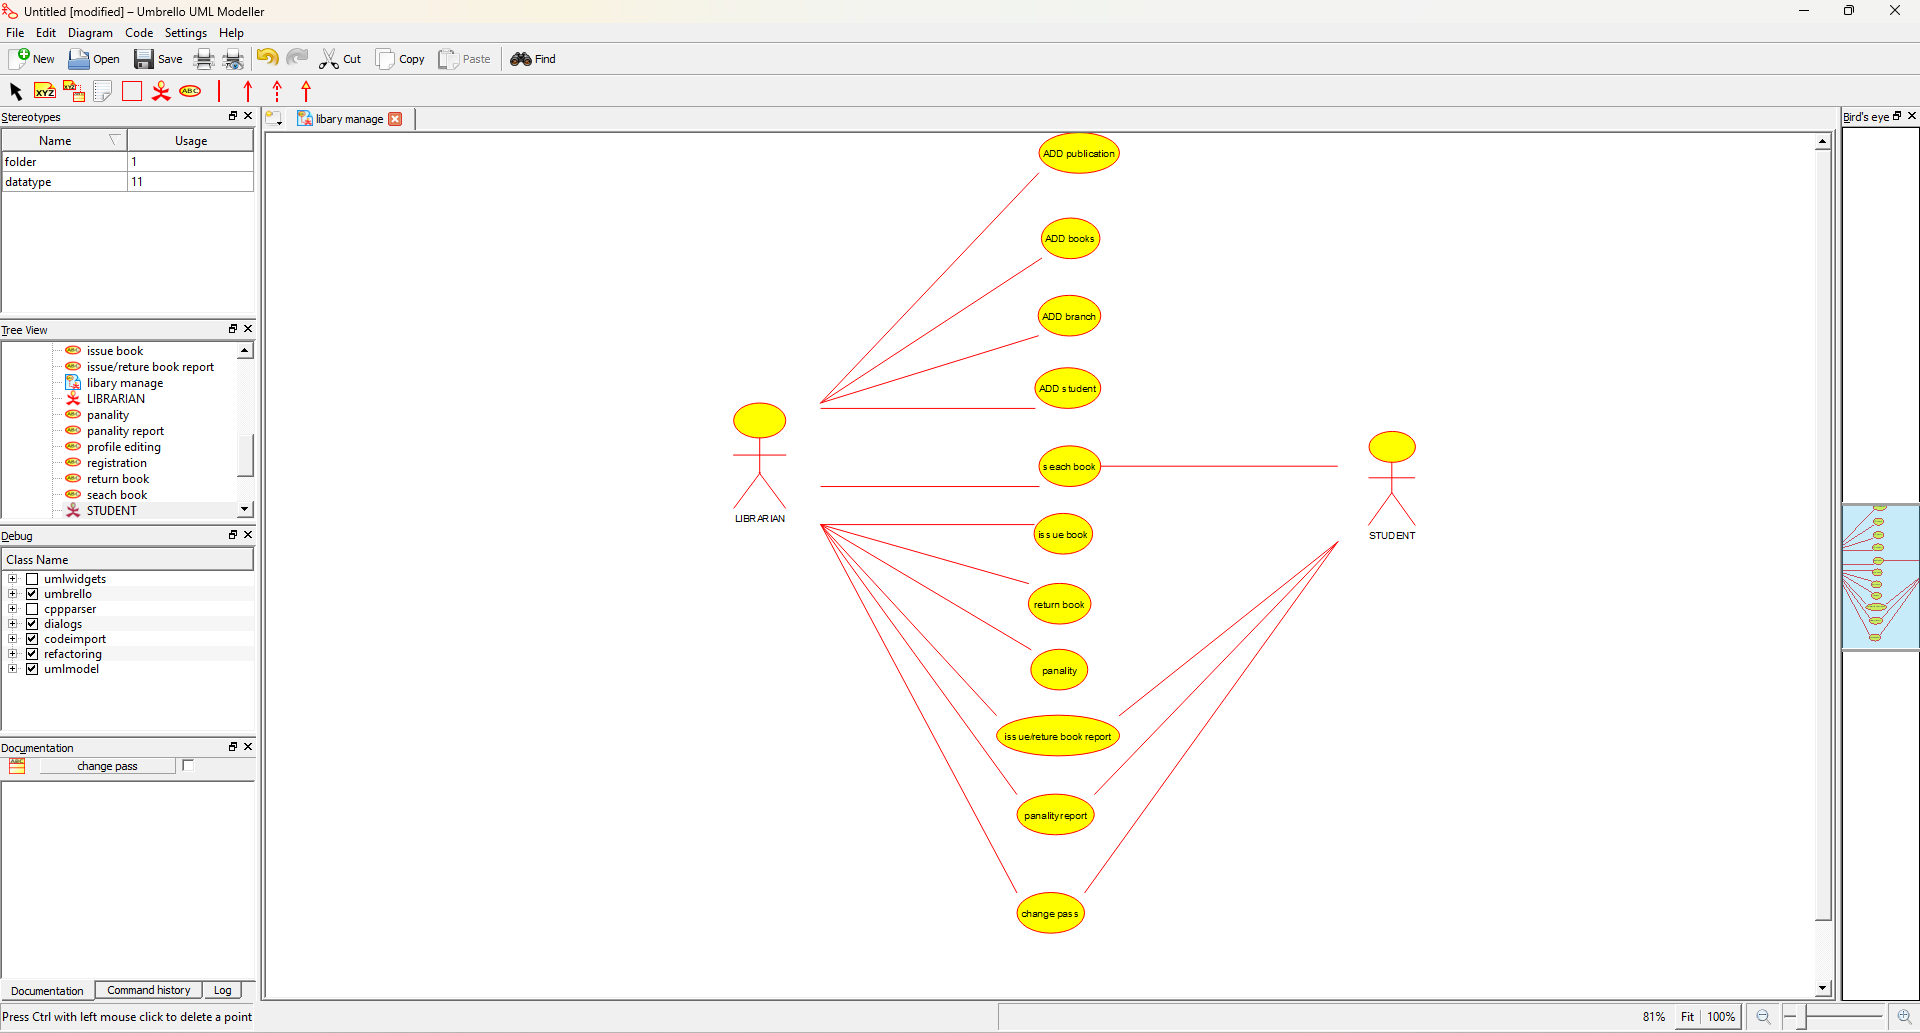 Untitled [modified] – Umbrello UML Modeller
File Edit Diagram Code Settings Help
New Open Save Cut Copy Paste Find
XYZ XYZ ABC
Stereotypes
Name Usage
folder 1
datatype 11
Tree View
issue book
issue/reture book report
libary manage
LIBRARIAN
panality
panality report
profile editing
registration
return book
seach book
STUDENT
Debug
Class Name
umlwidgets
umbrello
cppparser
dialogs
codeimport
refactoring
umlmodel
Documentation
change pass
Documentation Command history Log
Press Ctrl with left mouse click to delete a point
libary manage
ADD publication
ADD books
ADD branch
ADD student
seach book
LIBRARIAN
issue book
STUDENT
return book
panality
issue/reture book report
panality report
change pass
Bird's eye
81% Fit 100%